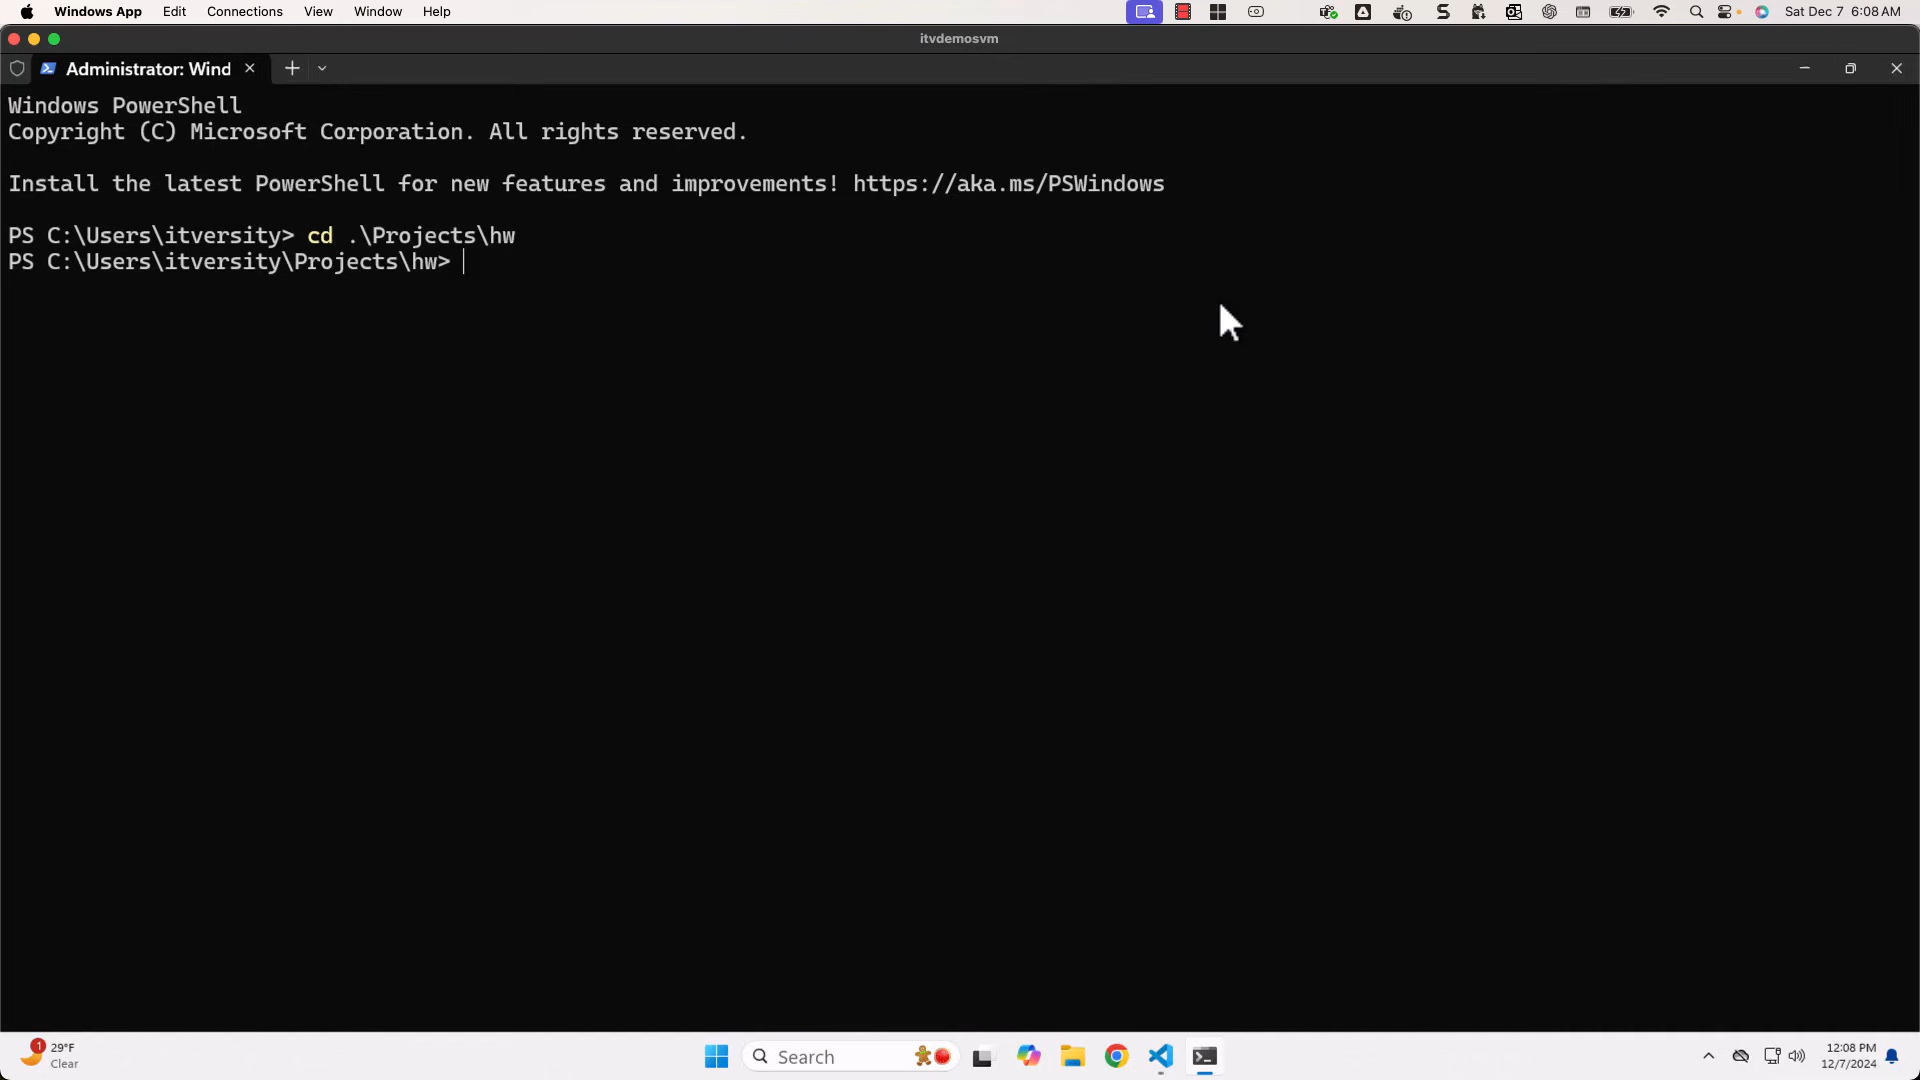 Windows App Edit Connections View Window Help Sat Dec 7 6:08 AM
itvdemosvm
Administrator: Wind
Windows PowerShell
Copyright (C) Microsoft Corporation. All rights reserved.
Install the latest PowerShell for new features and improvements! https://aka.ms/PSWindows
PS C:\Users\itversity> cd .\Projects\hw
PS C:\Users\itversity\Projects\hw>
1
29°F
Clear
Search
12:08 PM
12/7/2024